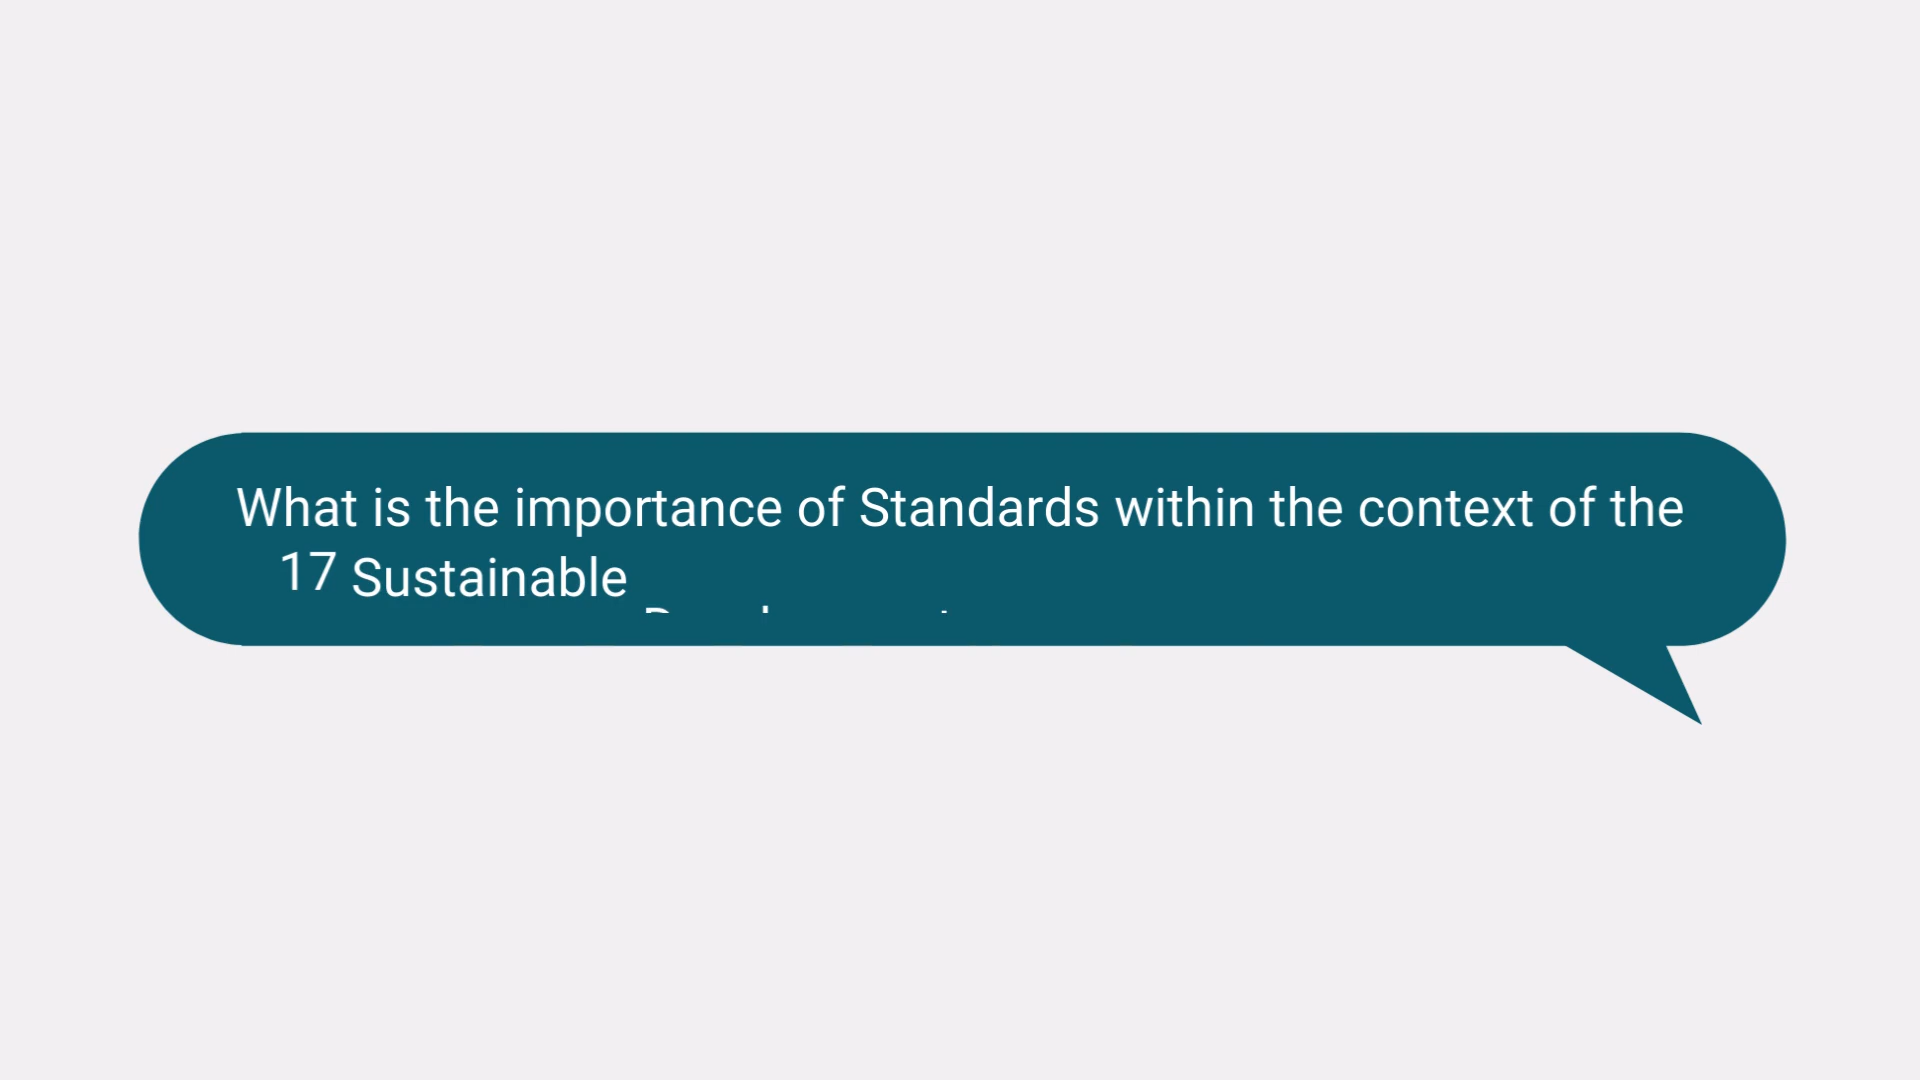 What is the importance of Standards within the context of the
17 Sustainable